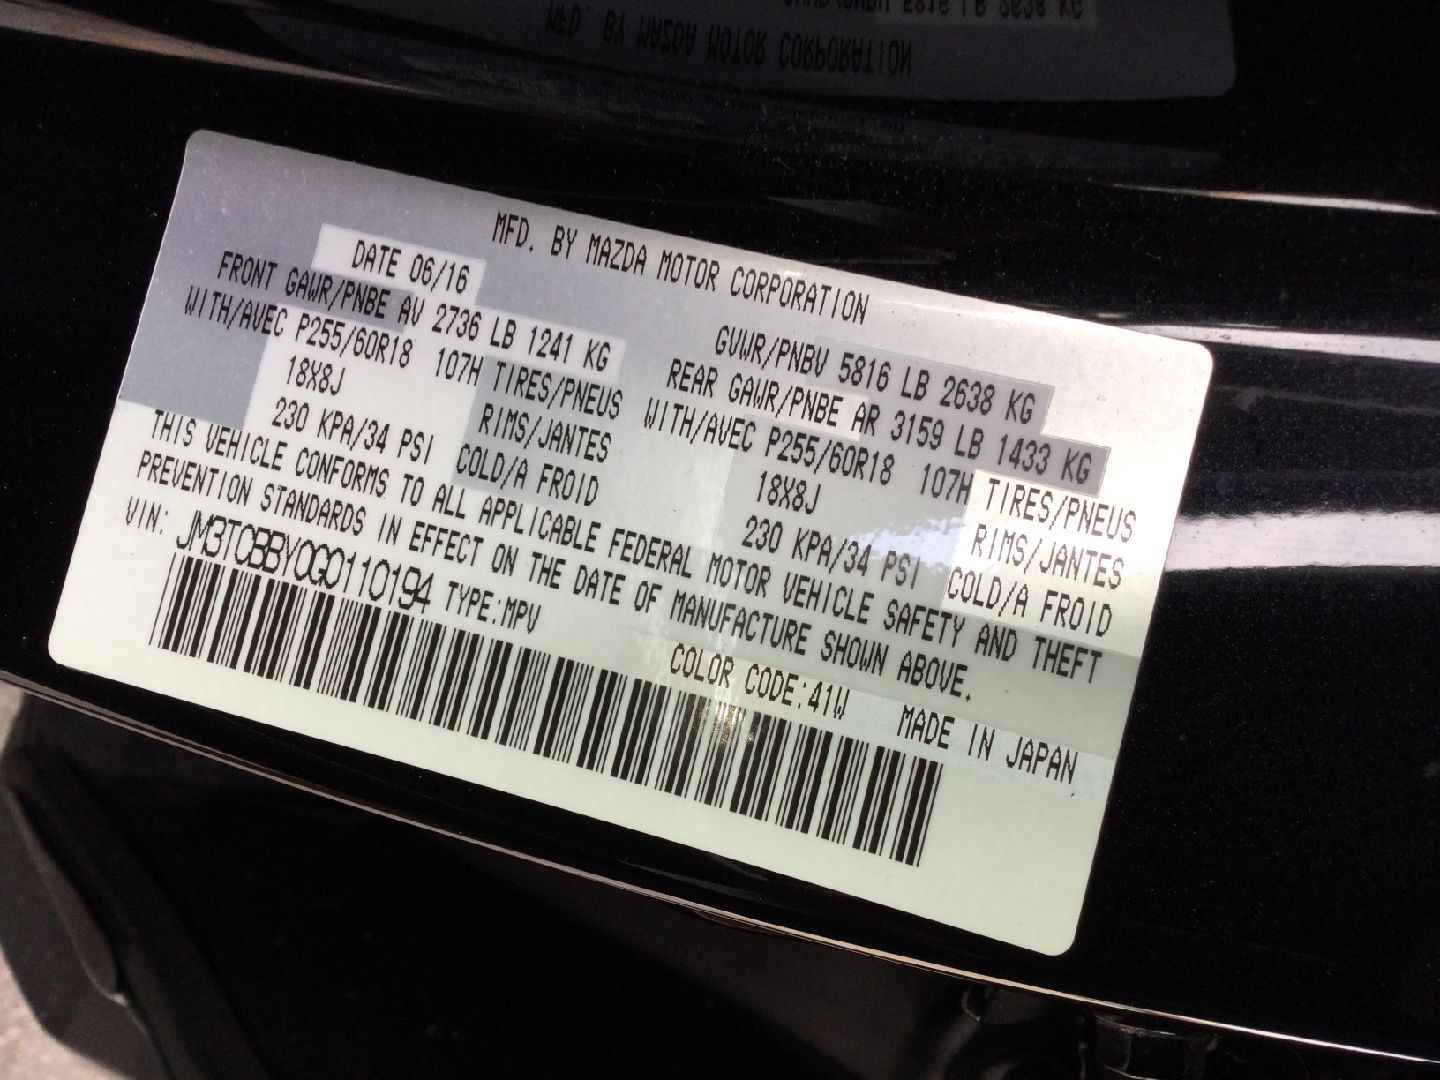 MFD. BY MAZDA MOTOR CORPORATION
DATE 06/16
GVWR/PNBV 5816 LB 2638 KG
FRONT GAWR/PNBE AV 2736 LB 1241 KG
REAR GAWR/PNBE AR 3159 LB 1433 KG
WITH/AVEC P255/60R18 107H TIRES/PNEUS
WITH/AVEC P255/60R18 107H TIRES/PNEUS
18X8J RIMS/JANTES
18X8J RIMS/JANTES
230 KPA/34 PSI COLD/A FROID
230 KPA/34 PSI COLD/A FROID
THIS VEHICLE CONFORMS TO ALL APPLICABLE FEDERAL MOTOR VEHICLE SAFETY AND THEFT
PREVENTION STANDARDS IN EFFECT ON THE DATE OF MANUFACTURE SHOWN ABOVE.
VIN: JM3TCBBY0G0110194 TYPE:MPV
COLOR CODE:41W MADE IN JAPAN